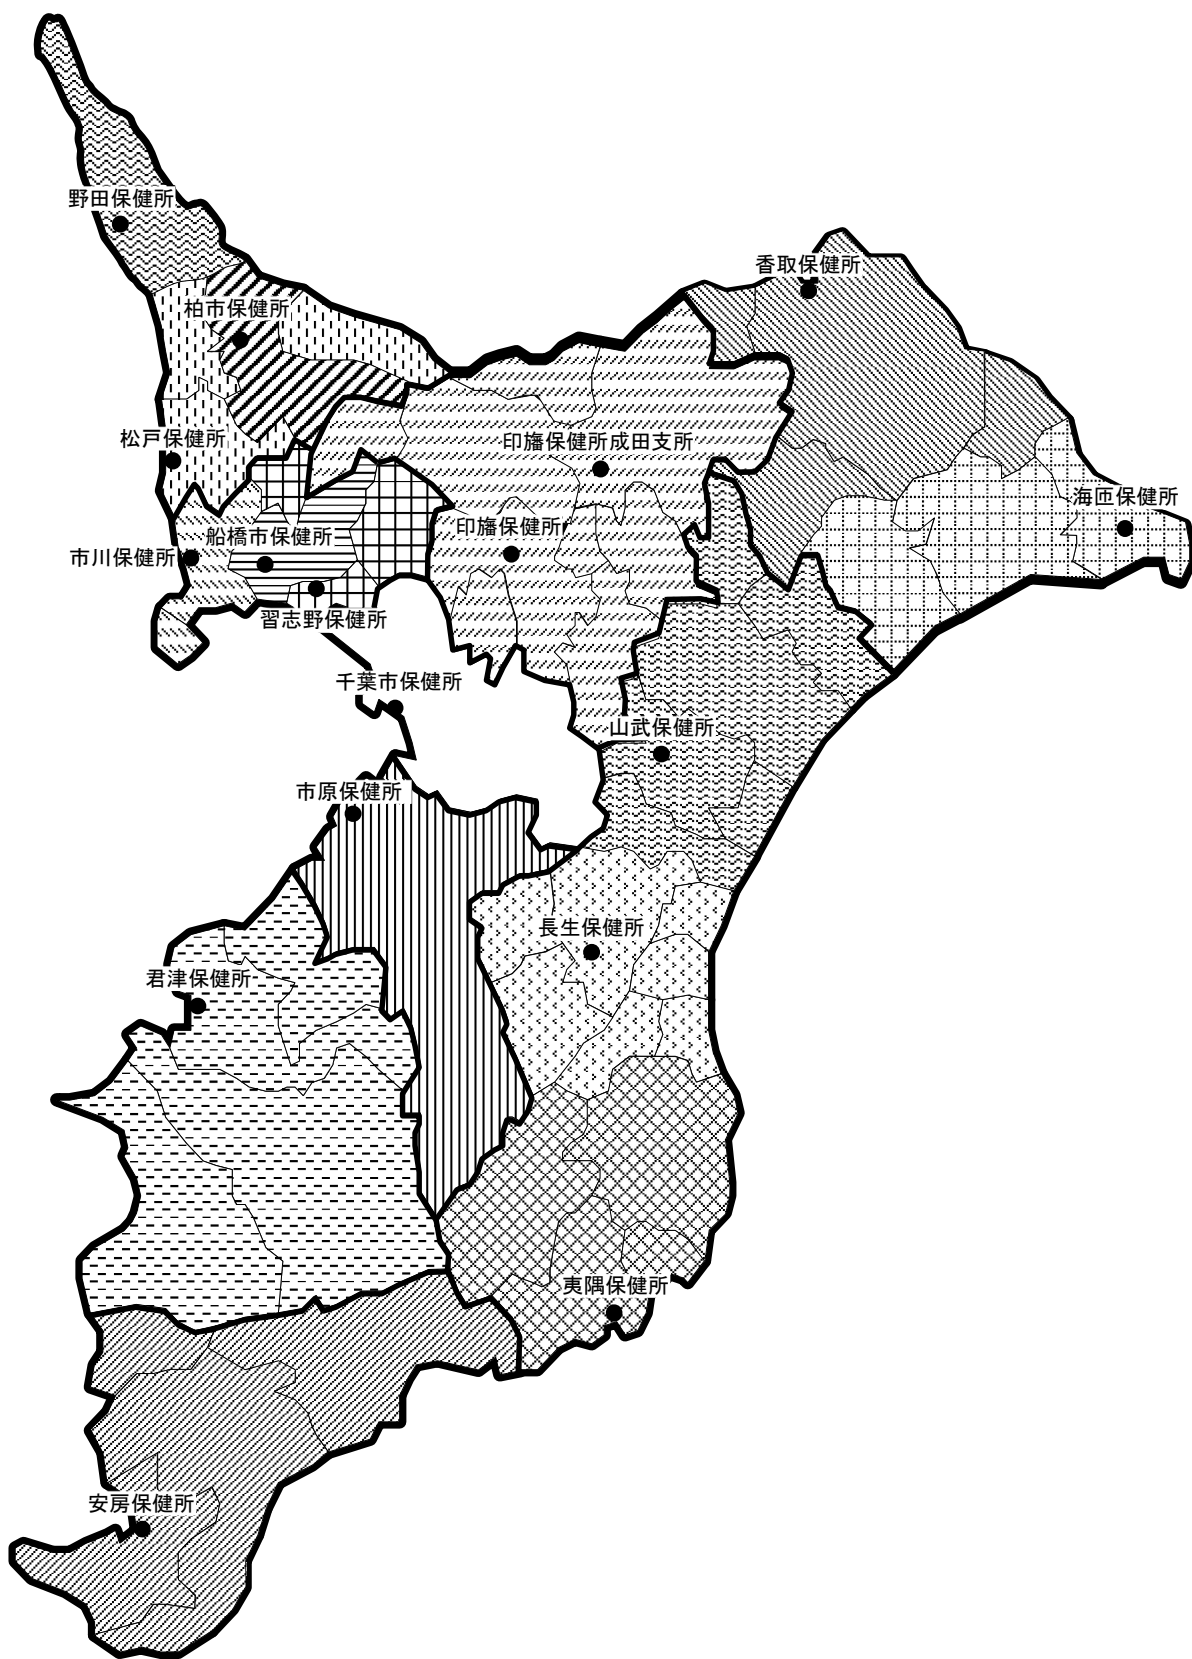 野田保健所
香取保健所
柏市保健所
松戸保健所
印旛保健所成田支所
海匝保健所
印旛保健所
船橋市保健所
市川保健所
習志野保健所
千葉市保健所
山武保健所
市原保健所
長生保健所
君津保健所
夷隅保健所
安房保健所